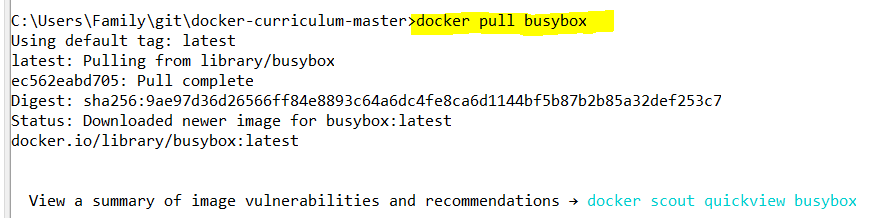 C:\Users\Family\git\docker-curriculum-master>docker pull busybox
Using default tag: latest
latest: Pulling from library/busybox
ec562eabd705: Pull complete
Digest: sha256:9ae97d36d26566ff84e8893c64a6dc4fe8ca6d1144bf5b87b2b85a32def253c7
Status: Downloaded newer image for busybox:latest
docker.io/library/busybox:latest
View a summary of image vulnerabilities and recommendations → docker scout quickview busybox